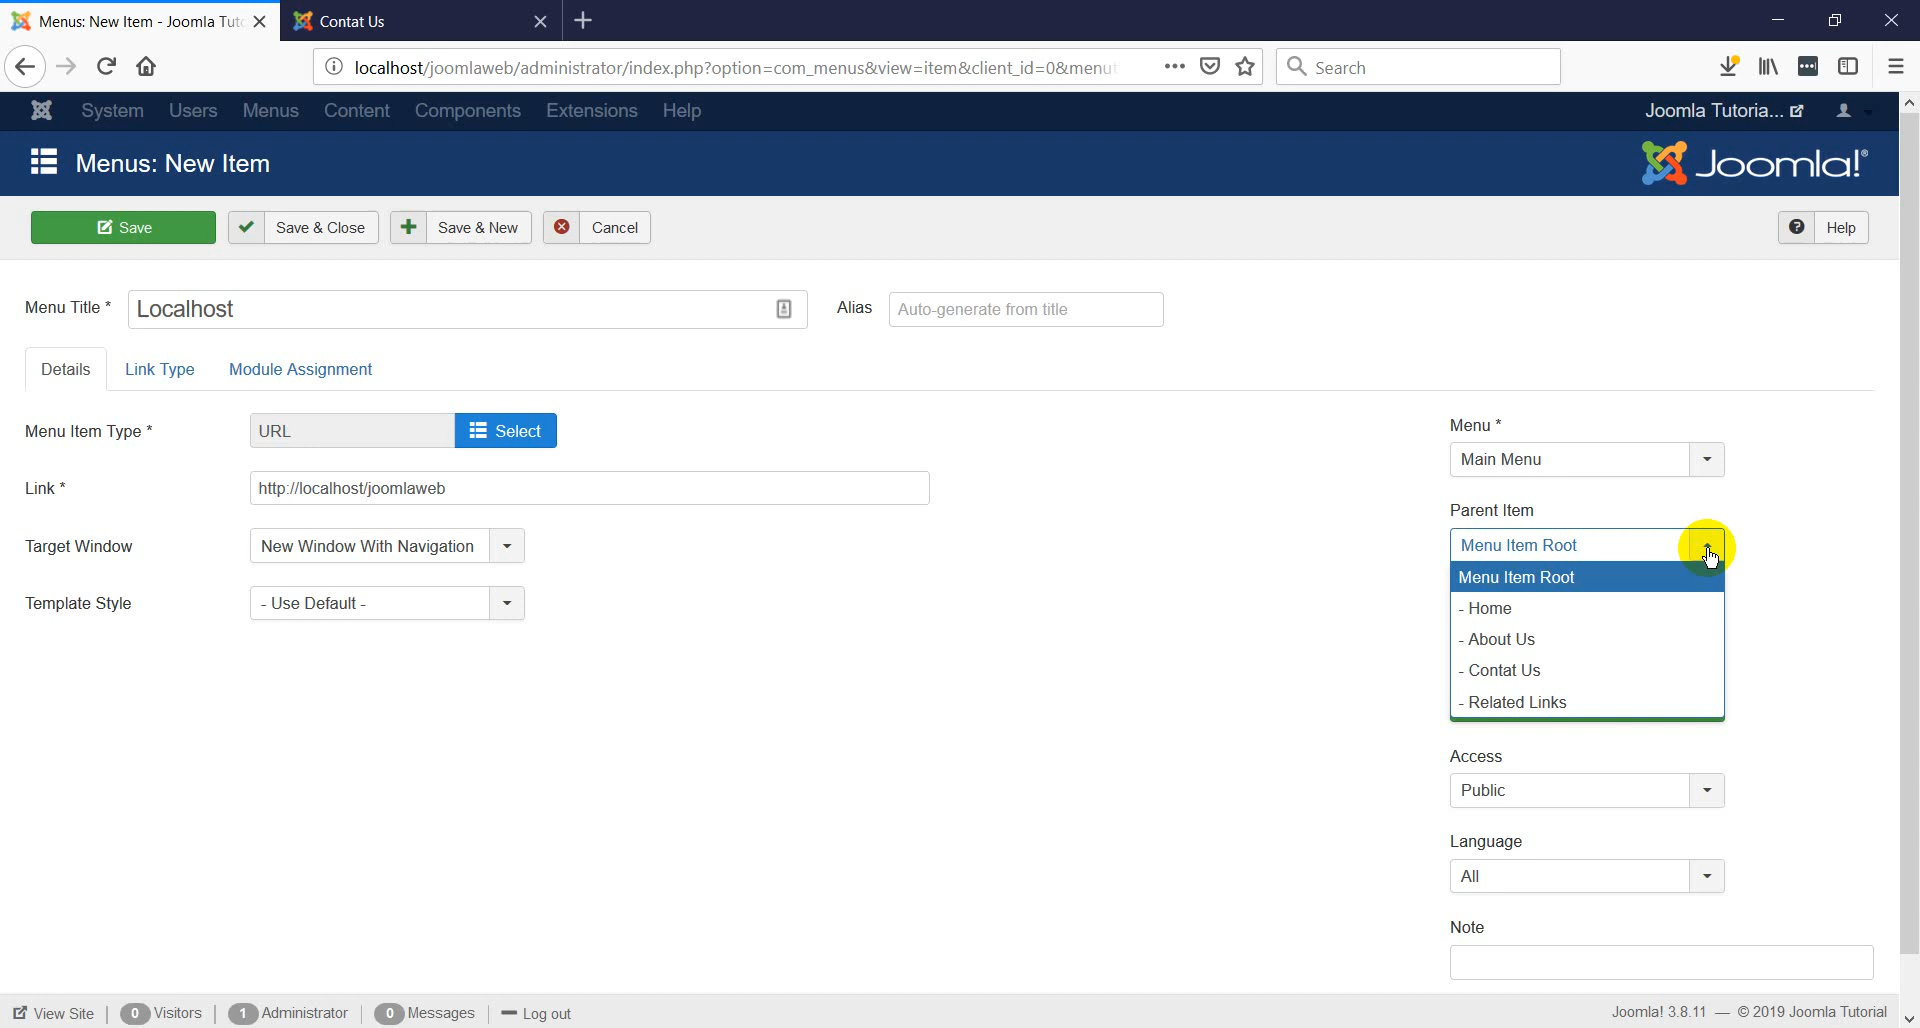 Menus: New Item - Joomla Tut
Contat Us
localhost/joomlaweb/administrator/index.php?option=com_menus&view=item&client_id=0&menut
Search
System Users Menus Content Components Extensions Help
Joomla Tutoria...
Menus: New Item
Joomla!®
Save
Save & Close
Save & New
Cancel
Help
Menu Title *
Localhost
Alias
Auto-generate from title
Details
Link Type
Module Assignment
Menu Item Type *
URL
Select
Link *
http://localhost/joomlaweb
Target Window
New Window With Navigation
Template Style
- Use Default -
Menu *
Main Menu
Parent Item
Menu Item Root
Menu Item Root
- Home
- About Us
- Contat Us
- Related Links
Access
Public
Language
All
Note
View Site
0 Visitors
1 Administrator
0 Messages
Log out
Joomla! 3.8.11 — © 2019 Joomla Tutorial